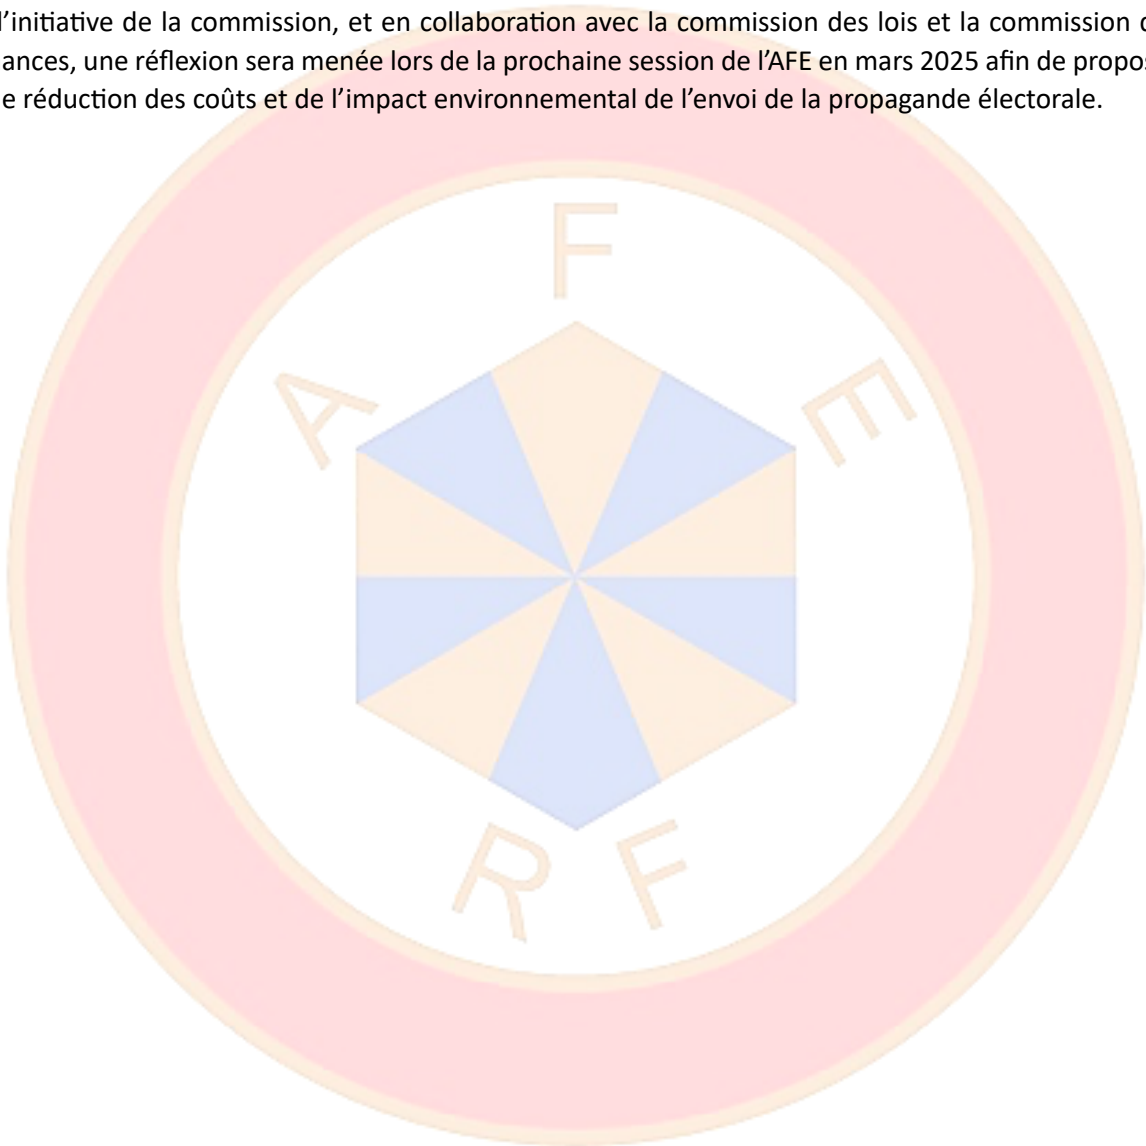 l'initiative de la commission, et en collaboration avec la commission des lois et la commission
ances, une réflexion sera menée lors de la prochaine session de l'AFE en mars 2025 afin de propos
e réduction des coûts et de l'impact environnemental de l'envoi de la propagande électorale.
F
A
E
R F